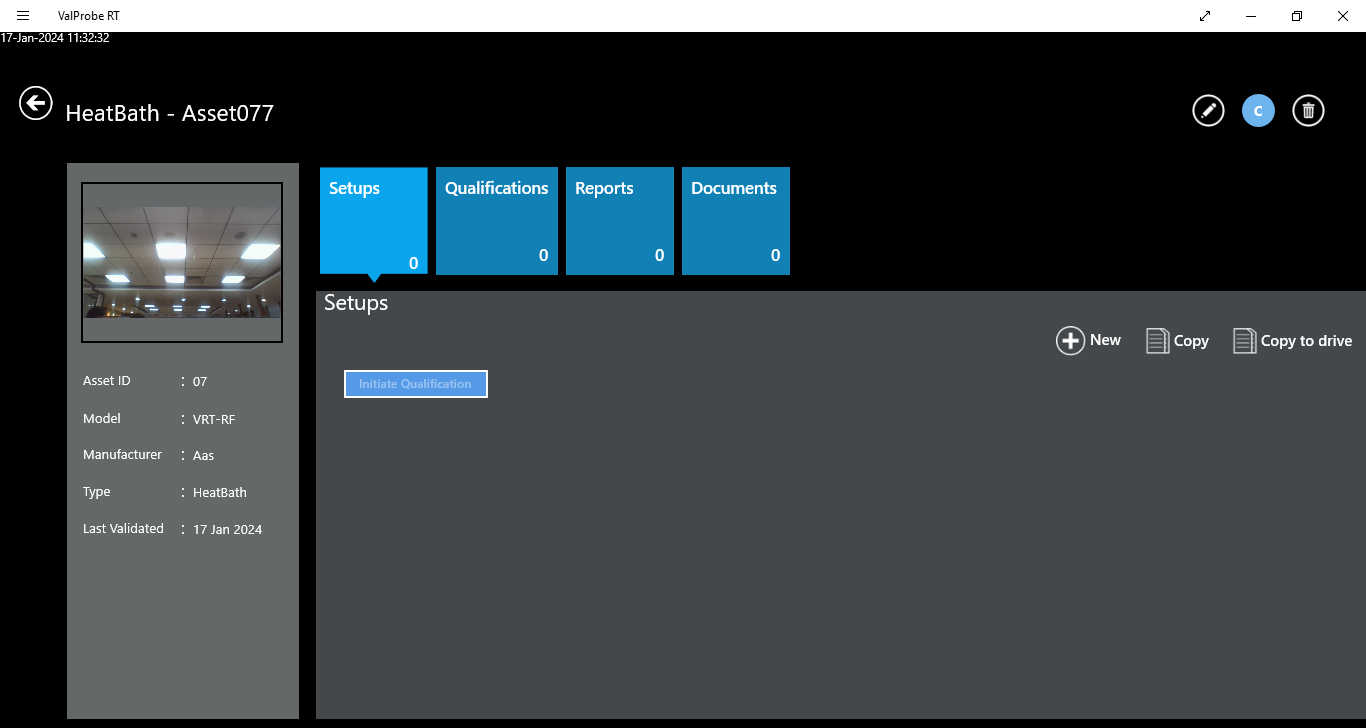 ValProbe RT
17-Jan-2024 11:32:32
HeatBath - Asset077
C
Setups
0
Qualifications
0
Reports
0
Documents
0
Setups
New
Copy
Copy to drive
Initiate Qualification
Asset ID : 07
Model : VRT-RF
Manufacturer : Aas
Type : HeatBath
Last Validated : 17 Jan 2024